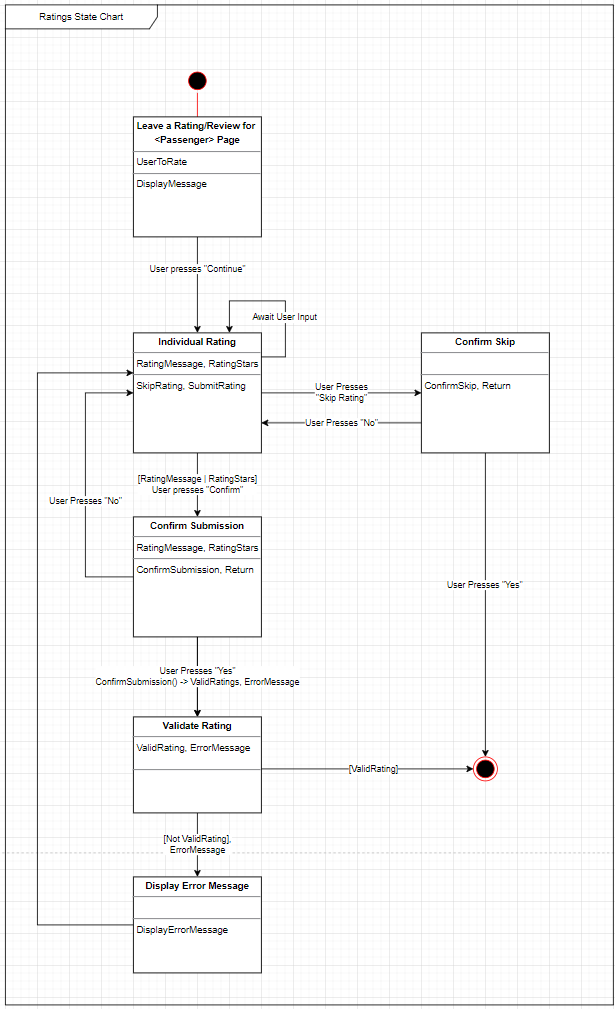 Ratings State Chart
Leave a Rating/Review for
<Passenger> Page
UserToRate
DisplayMessage
User presses "Continue"
Await User Input
Individual Rating
RatingMessage, RatingStars
SkipRating, SubmitRating
Confirm Skip
ConfirmSkip, Return
User Presses
"Skip Rating"
User Presses "No"
[RatingMessage | RatingStars]
User presses "Confirm"
User Presses "No"
Confirm Submission
RatingMessage, RatingStars
ConfirmSubmission, Return
User Presses "Yes"
User Presses "Yes"
ConfirmSubmission() -> ValidRatings, ErrorMessage
Validate Rating
ValidRating, ErrorMessage
[ValidRating]
[Not ValidRating],
ErrorMessage
Display Error Message
DisplayErrorMessage